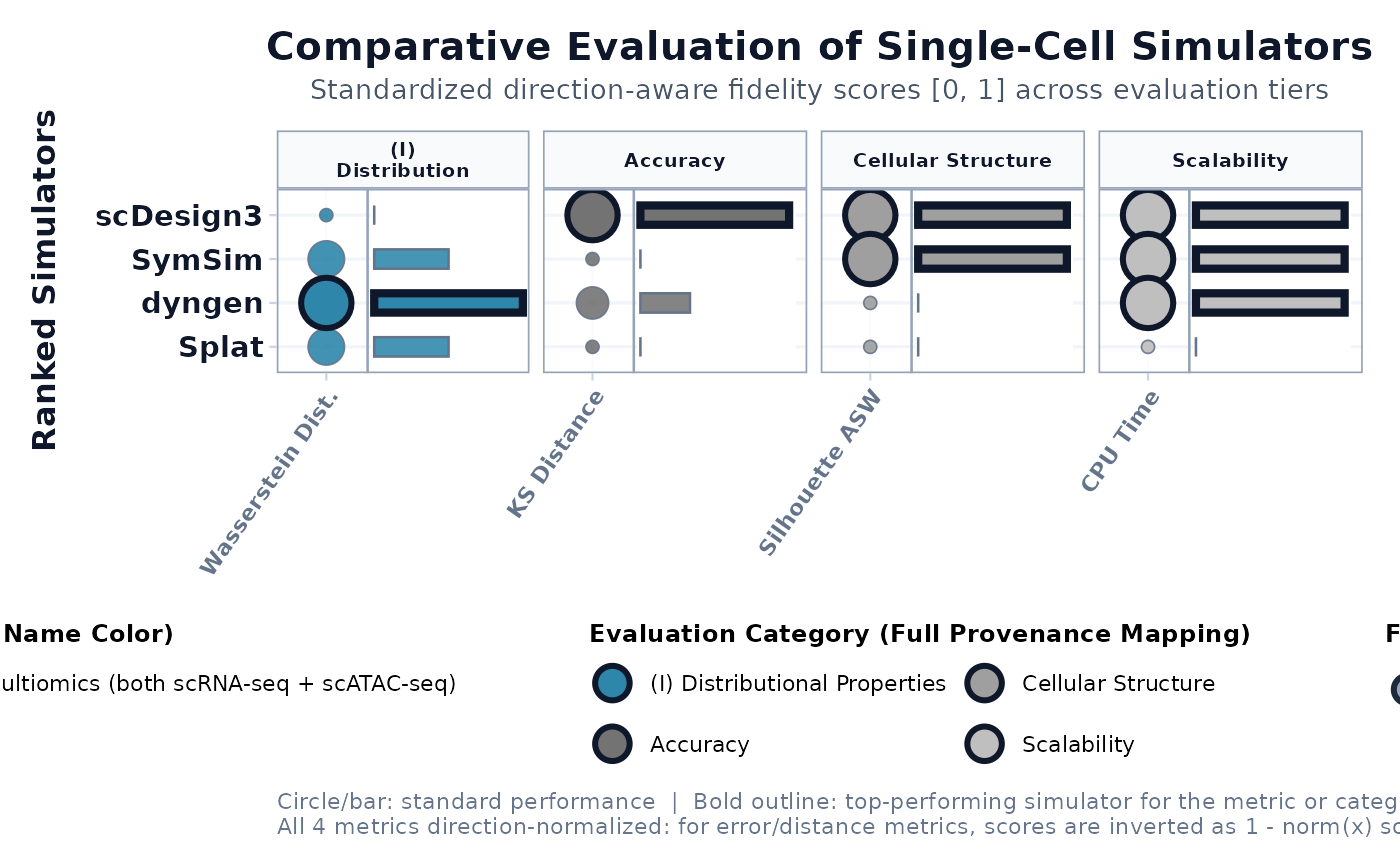 Comparative Evaluation of Single-Cell Simulators
Standardized direction-aware fidelity scores [0, 1] across evaluation tiers
Ranked Simulators
(I)
Distribution
Accuracy
Cellular Structure
Scalability
scDesign3
SymSim
dyngen
Splat
Wasserstein Dist.
KS Distance
Silhouette ASW
CPU Time
Name Color)
ultiomics (both scRNA-seq + scATAC-seq)
Evaluation Category (Full Provenance Mapping)
(I) Distributional Properties
Cellular Structure
Accuracy
Scalability
F
Circle/bar: standard performance | Bold outline: top-performing simulator for the metric or categ
All 4 metrics direction-normalized: for error/distance metrics, scores are inverted as 1 - norm(x) sc